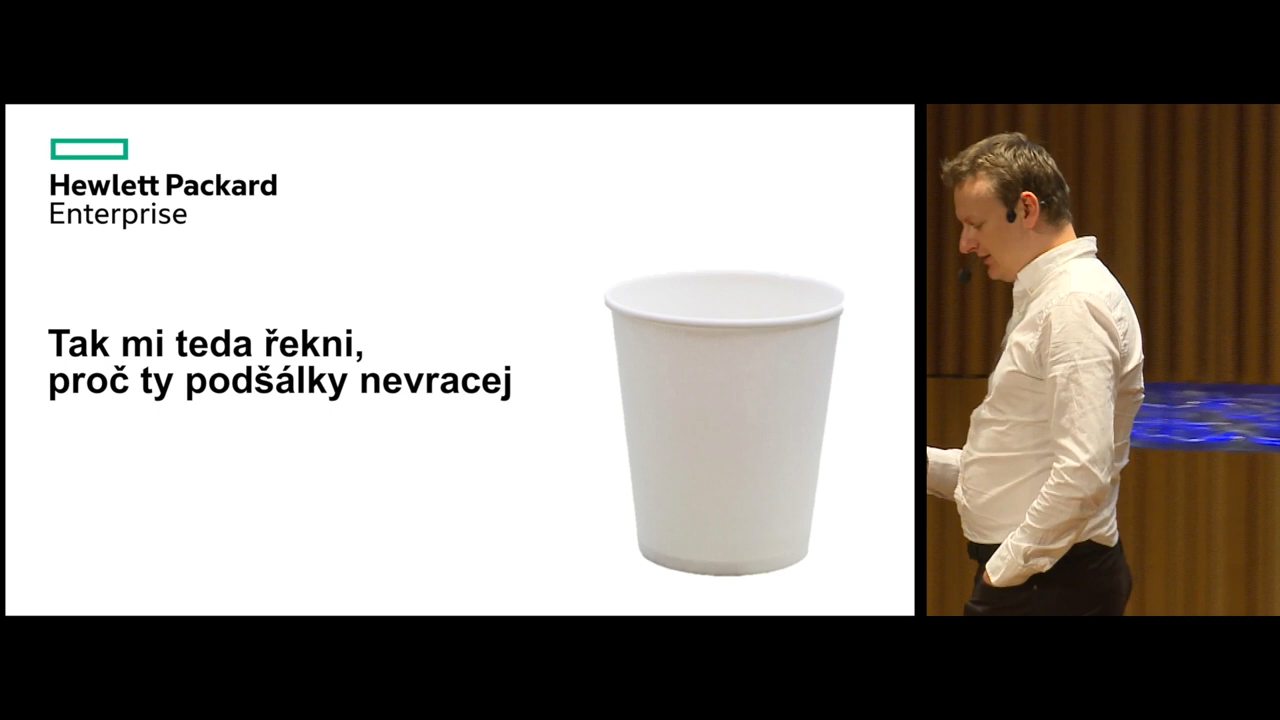 Hewlett Packard
Enterprise
Tak mi teda řekni,
proč ty podšálky nevracej